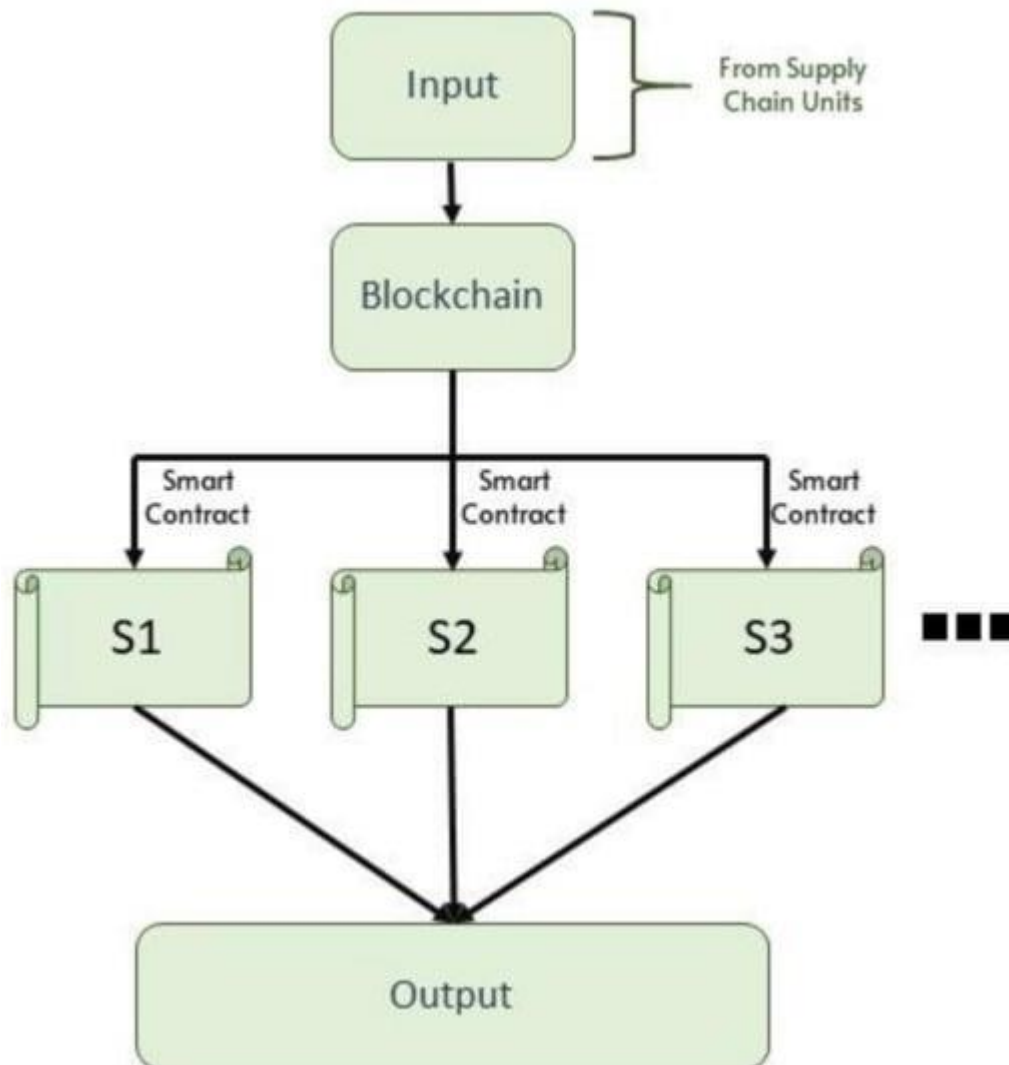 Input
From Supply
Chain Units
Blockchain
Smart
Contract
Smart
Contract
Smart
Contract
S1
S2
S3
Output